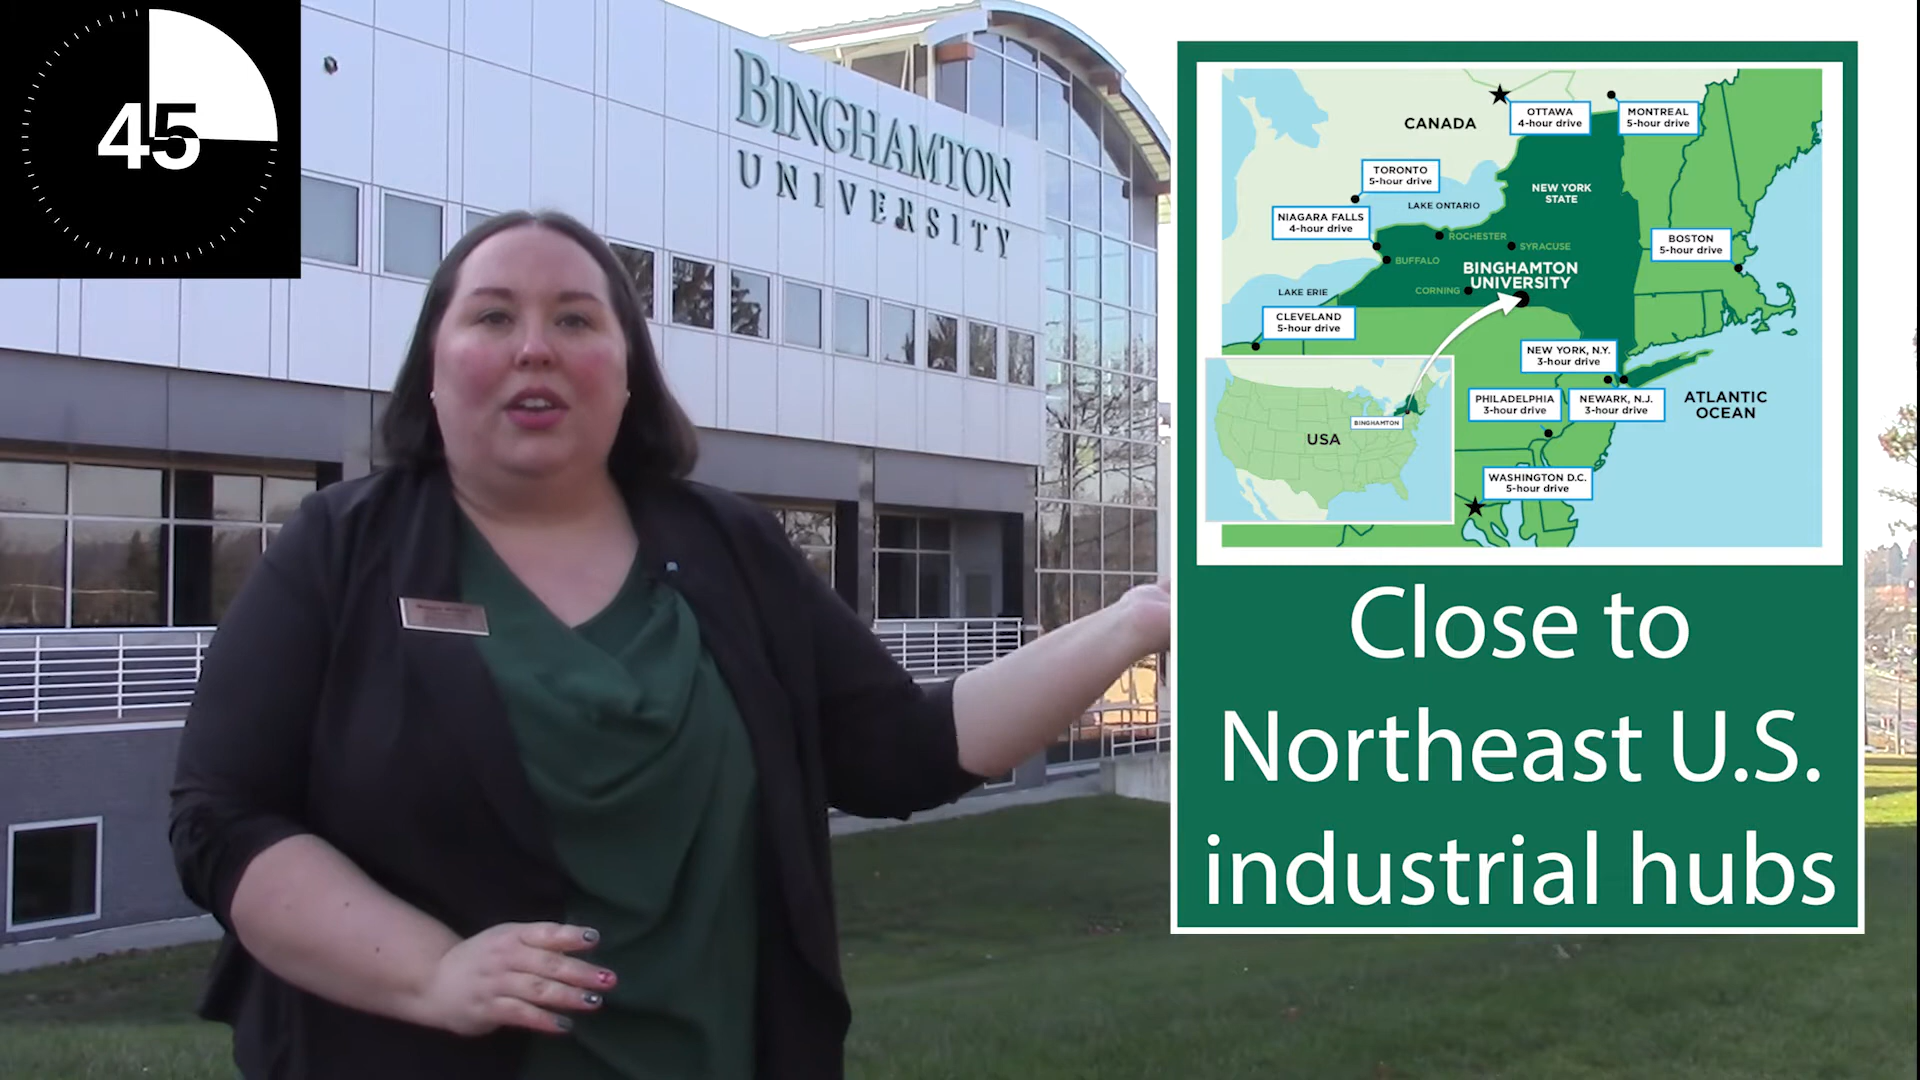 45
BINGHAMTON
UNIVERSITY
CANADA
OTTAWA
4-hour drive
MONTREAL
5-hour drive
TORONTO
5-hour drive
LAKE ONTARIO
NEW YORK
STATE
NIAGARA FALLS
4-hour drive
ROCHESTER
SYRACUSE
BOSTON
5-hour drive
BUFFALO
BINGHAMTON
UNIVERSITY
CORNING
LAKE ERIE
CLEVELAND
5-hour drive
NEW YORK, N.Y.
3-hour drive
PHILADELPHIA
3-hour drive
NEWARK, N.J.
3-hour drive
ATLANTIC
OCEAN
BINGHAMTON
USA
WASHINGTON D.C.
5-hour drive
Close to
Northeast U.S.
industrial hubs